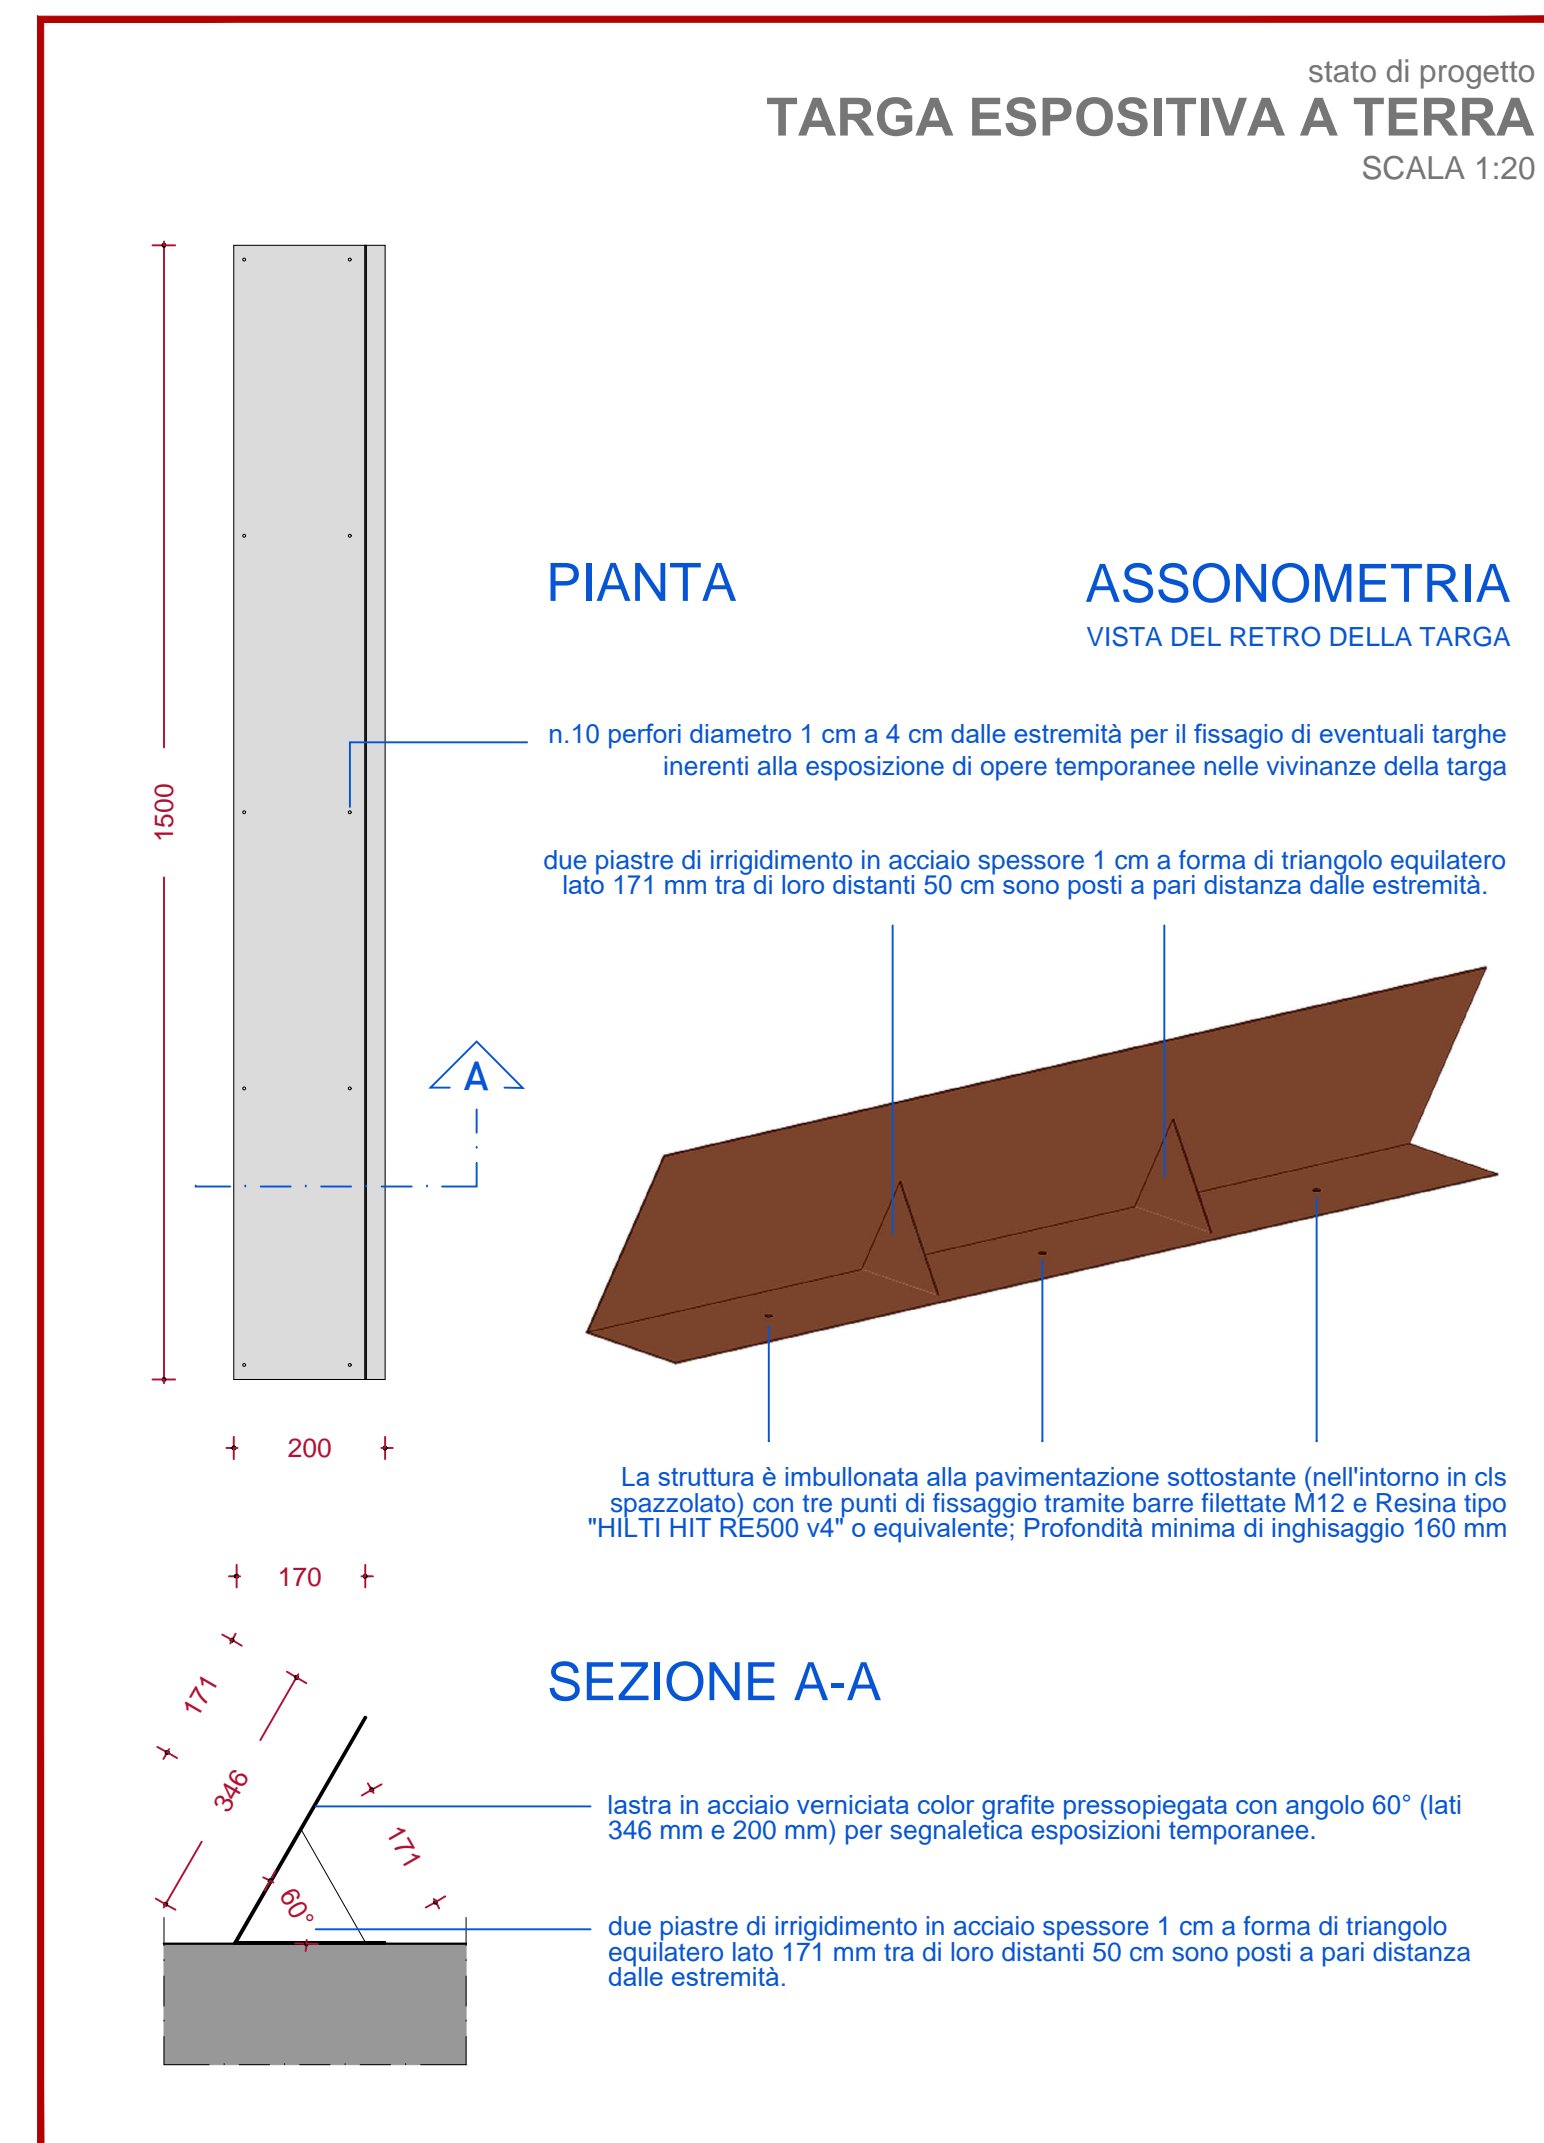 stato di progetto
TARGA ESPOSITIVA A TERRA
SCALA 1:20
1500
PIANTA
ASSONOMETRIA
VISTA DEL RETRO DELLA TARGA
n.10 perfori diametro 1 cm a 4 cm dalle estremità per il fissagio di eventuali targhe
inerenti alla esposizione di opere temporanee nelle vivinanze della targa
due piastre di irrigidimento in acciaio spessore 1 cm a forma di triangolo equilatero
lato 171 mm tra di loro distanti 50 cm sono posti a pari distanza dalle estremità.
A
200
La struttura è imbullonata alla pavimentazione sottostante (nell'intorno in cls
spazzolato) con tre punti di fissaggio tramite barre filettate M12 e Resina tipo
"HILTI HIT RE500 v4" o equivalente; Profondità minima di inghisaggio 160 mm
170
SEZIONE A-A
171
346
171
60°
lastra in acciaio verniciata color grafite pressopiegata con angolo 60° (lati
346 mm e 200 mm) per segnaletica esposizioni temporanee.
due piastre di irrigidimento in acciaio spessore 1 cm a forma di triangolo
equilatero lato 171 mm tra di loro distanti 50 cm sono posti a pari distanza
dalle estremità.